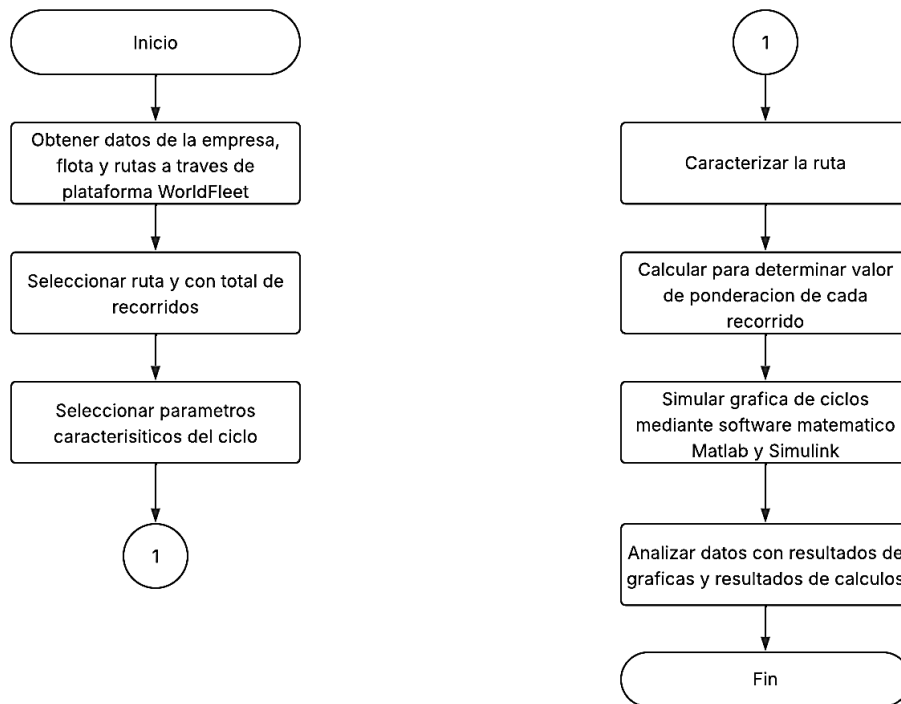 Inicio
Obtener datos de la empresa,
flota y rutas a traves de
plataforma WorldFleet
Seleccionar ruta y con total de
recorridos
Seleccionar parametros
caracterisiticos del ciclo
1
1
Caracterizar la ruta
Calcular para determinar valor
de ponderacion de cada
recorrido
Simular grafica de ciclos
mediante software matematico
Matlab y Simulink
Analizar datos con resultados de
graficas y resultados de calculos
Fin